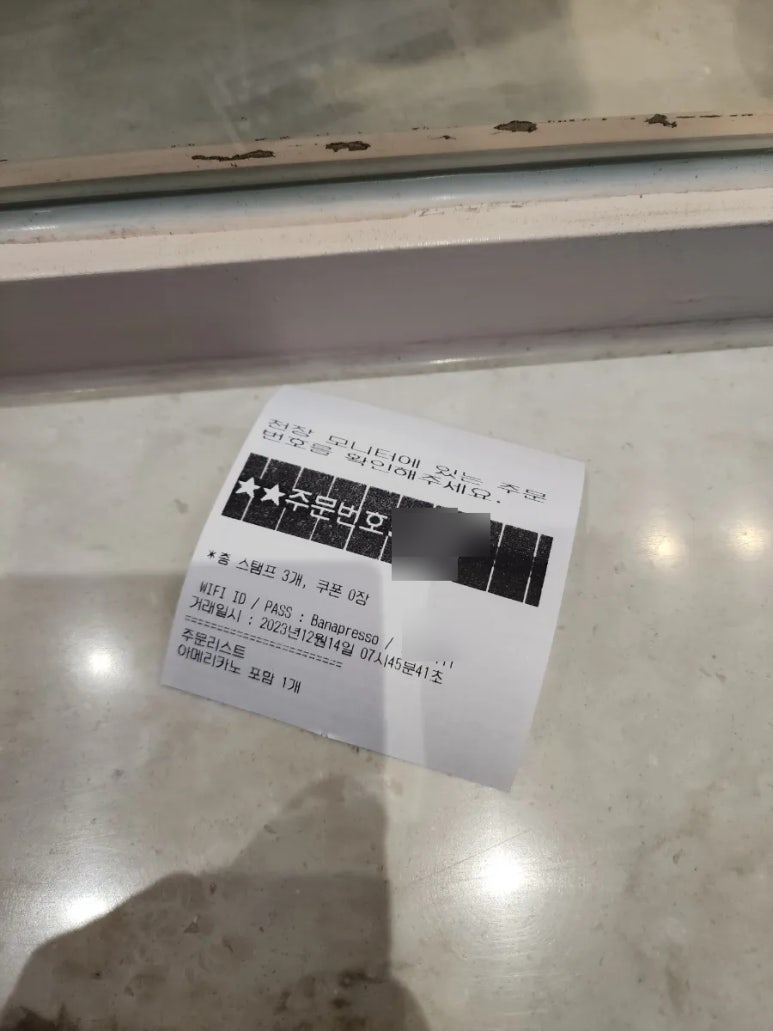 천장 모니터에 있는 주문
번호를 확인해주세요.
★★주문번호
*총 스탬프 3개, 쿠폰 0장
WIFI ID / PASS : Banapresso /
거래일시 : 2023년12월14일 07시45분41초
========================
주문리스트
아메리카노 포함 1개